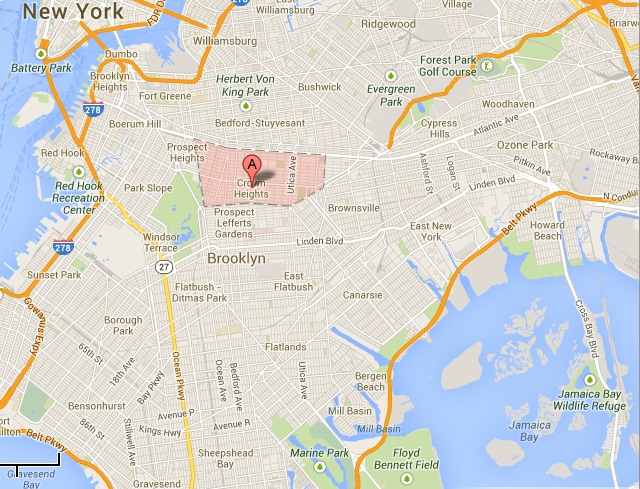 New York
FDR Dr
278
East
Williamsburg
Village
Ridgewood
Briarwood
Williamsburg
Dumbo
Battery Park
Brooklyn
Heights
Herbert Von
King Park
Forest Park
Golf Course
Fort Greene
Bushwick
Evergreen
Park
Woodhaven
278
Boerum Hill
Bedford-Stuyvesant
Cypress
Hills
Atlantic Ave
Red Hook
Prospect
Heights
A
Crown
Heights
Utica Ave
Ashford St
Logan St
Ozone Park
Pitkin Ave
Rockaway B
Red Hook
Recreation
Center
Park Slope
Linden Blvd
N Conduit
Prospect
Lefferts
Gardens
Brownsville
Belt Pkwy
278
Windsor
Terrace
Linden Blvd
East New
York
Howard
Beach
27
Brooklyn
Sunset Park
Flatbush -
Ditmas Park
East
Flatbush
Canarsie
Gowanus Expy
Borough
Park
Ocean Pkwy
Cross Bay Blvd
65th St
18th Ave
Bay Pkwy
Flatlands
Ocean Ave
Bedford Ave
Utica Ave
Bergen
Beach
Jamaica Bay
Wildlife Refuge
Bensonhurst
86th St
Stillwell Ave
Avenue P
Kings Hwy
Avenue R
Mill Basin
Mill Basin
Jamaica
Bay
Belt Pkwy
Sheepshead
Bay
Marine Park
Floyd
Bennett Field
Gravesend
Bay
Gravesend